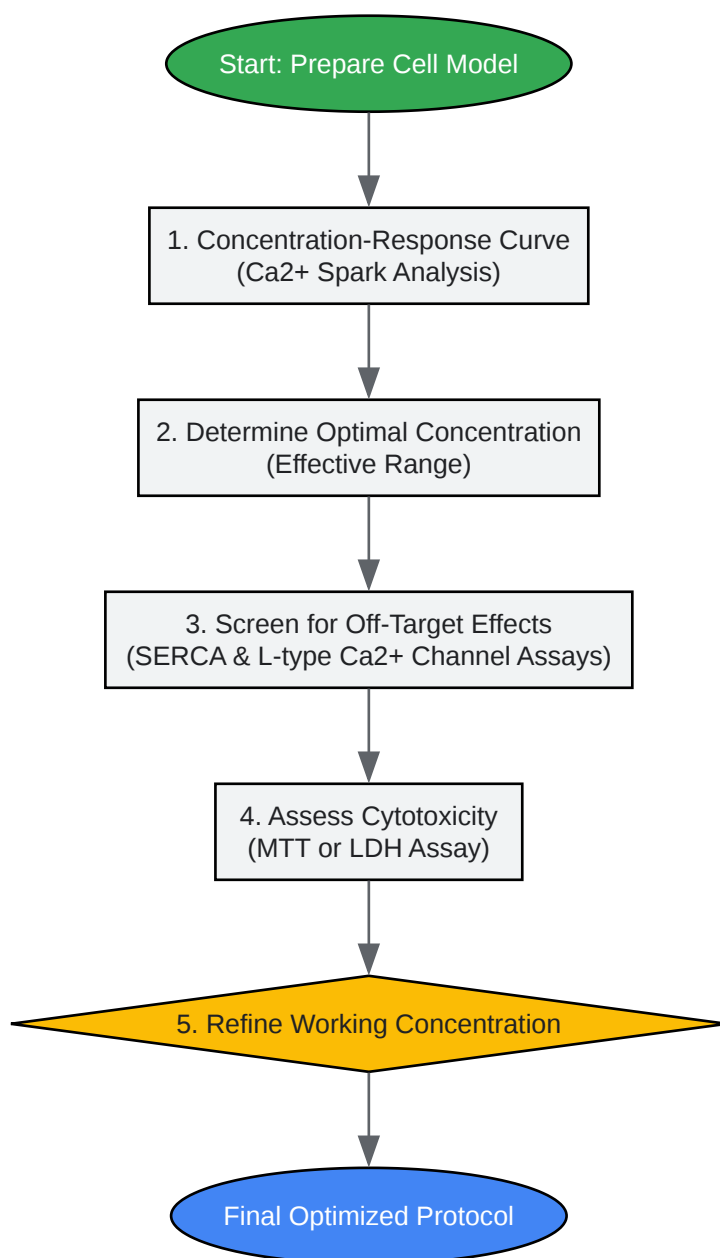 Start: Prepare Cell Model
1. Concentration-Response Curve
(Ca2+ Spark Analysis)
2. Determine Optimal Concentration
(Effective Range)
3. Screen for Off-Target Effects
(SERCA & L-type Ca2+ Channel Assays)
4. Assess Cytotoxicity
(MTT or LDH Assay)
5. Refine Working Concentration
Final Optimized Protocol